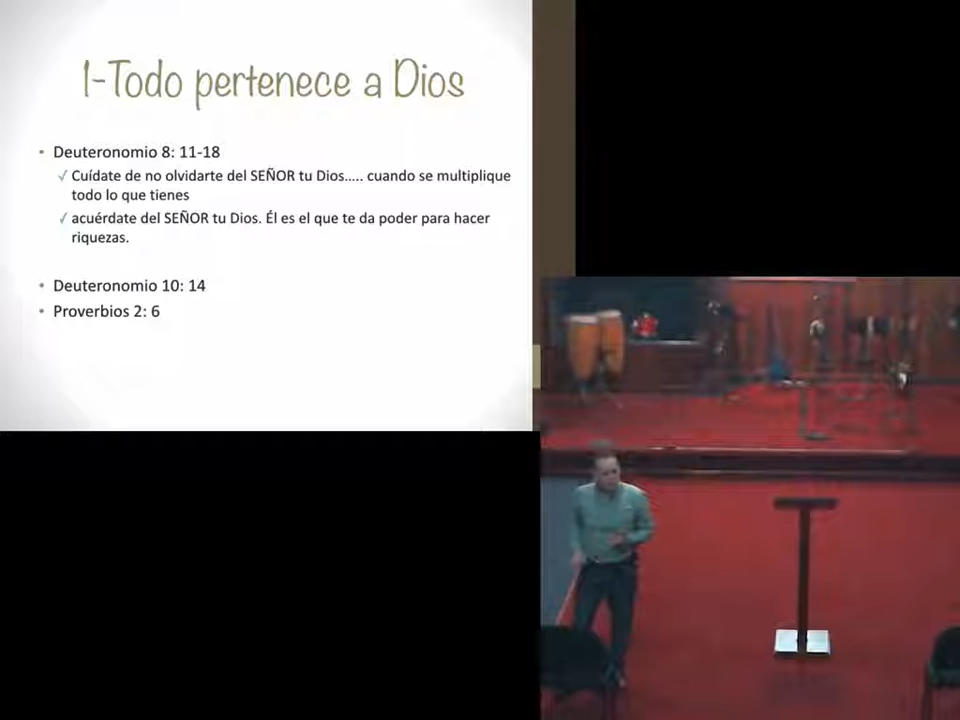 1-Todo pertenece a Dios
• Deuteronomio 8: 11-18
✓ Cuídate de no olvidarte del SEÑOR tu Dios..... cuando se multiplique
todo lo que tienes
✓ acuérdate del SEÑOR tu Dios. Él es el que te da poder para hacer
riquezas.
• Deuteronomio 10: 14
• Proverbios 2: 6